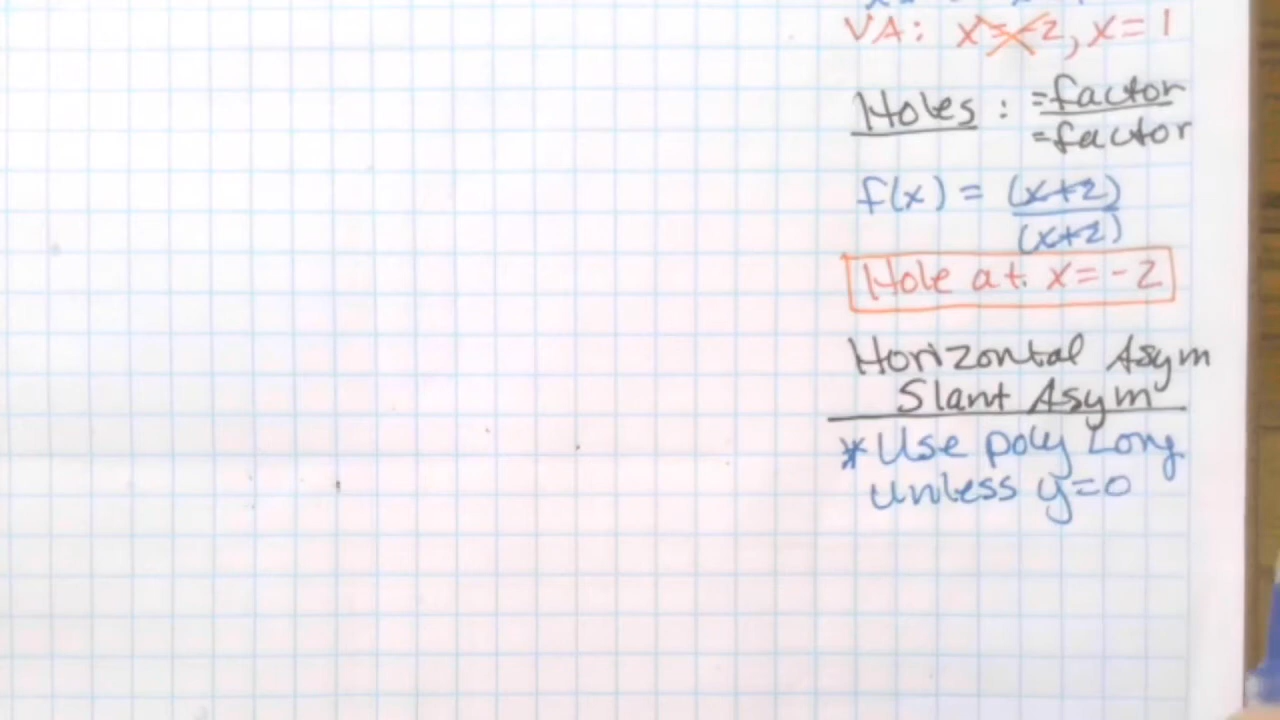 VA: x=-2, x=1
Holes : =factor
=factor
f(x) = (x+2)
(x+2)
Hole at x=-2
Horizontal Asym
Slant Asym
*Use poly Long
unless y=0